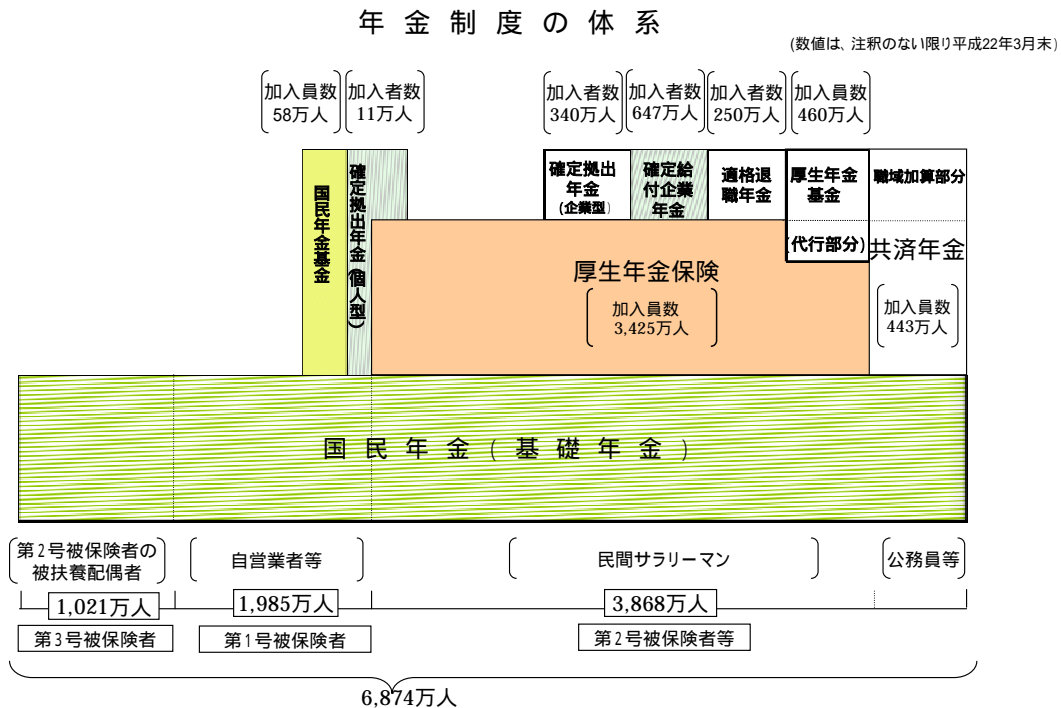 年金制度の体系
(数値は、注釈のない限り平成22年3月末)
加入員数
58万人
加入者数
11万人
加入者数
340万人
加入者数
647万人
加入者数
250万人
加入員数
460万人
国民年金基金
確定拠出年金(個人型)
確定拠出
年金
(企業型)
確定給
付企業
年金
適格退
職年金
厚生年金
基金
(代行部分)
職域加算部分
共済年金
加入員数
443万人
厚生年金保険
加入員数
3,425万人
国民年金(基礎年金)
第2号被保険者の
被扶養配偶者
自営業者等
民間サラリーマン
公務員等
1,021万人
1,985万人
3,868万人
第3号被保険者
第1号被保険者
第2号被保険者等
6,874万人